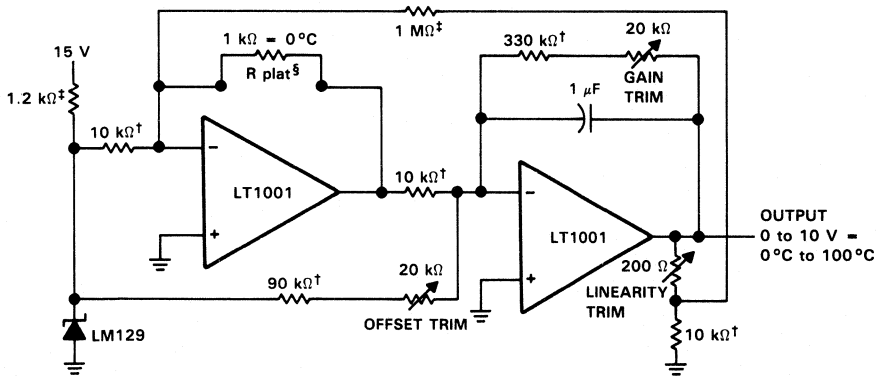 1 MΩ‡
1 kΩ = 0°C
R plat§
330 kΩ†
20 kΩ
GAIN
TRIM
15 V
1.2 kΩ‡
1 μF
10 kΩ†
−
LT1001
+
10 kΩ†
−
LT1001
+
OUTPUT
0 to 10 V =
0°C to 100°C
90 kΩ†
20 kΩ
OFFSET TRIM
200 Ω
LINEARITY
TRIM
LM129
10 kΩ†